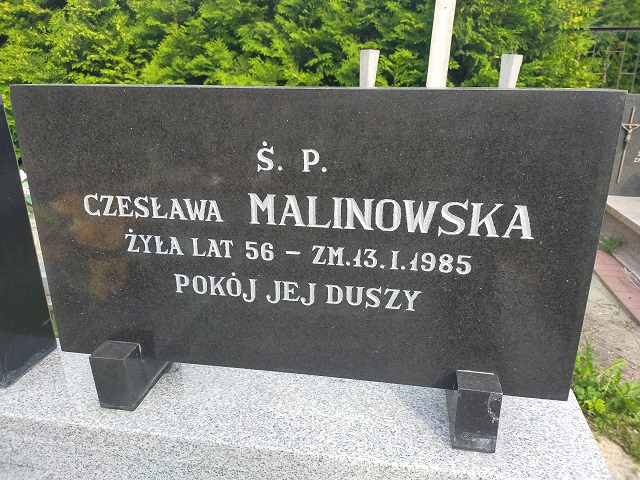 Ś. P.
CZESŁAWA MALINOWSKA
ŻYŁA LAT 56 - ZM.13.I.1985
POKÓJ JEJ DUSZY